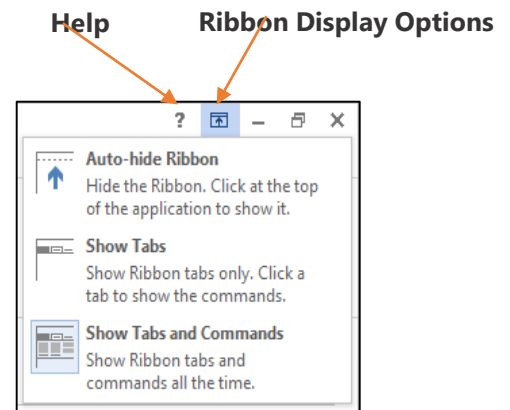 Help Ribbon Display Options
?
Auto-hide Ribbon
Hide the Ribbon. Click at the top
of the application to show it.
Show Tabs
Show Ribbon tabs only. Click a
tab to show the commands.
Show Tabs and Commands
Show Ribbon tabs and
commands all the time.